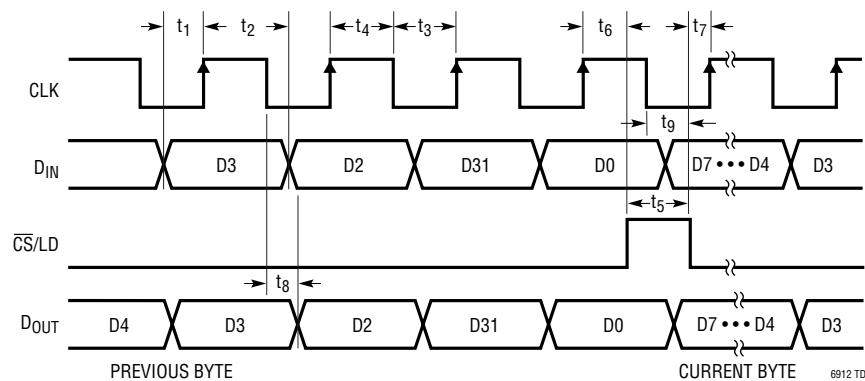 t1 t2 t4 t3 t6 t7
CLK
t9
DIN D3 D2 D31 D0 D7 ••• D4 D3
t5
CS/LD
t8
DOUT D4 D3 D2 D31 D0 D7 ••• D4 D3
PREVIOUS BYTE CURRENT BYTE 6912 TD